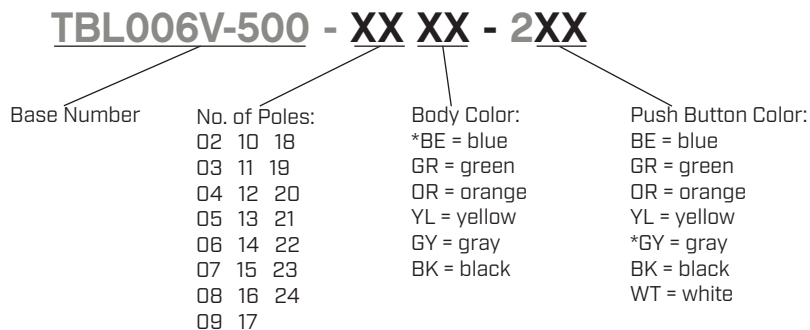 TBL006V-500 - XX XX - 2XX
Base Number
No. of Poles:
02 10 18
03 11 19
04 12 20
05 13 21
06 14 22
07 15 23
08 16 24
09 17
Body Color:
*BE = blue
GR = green
OR = orange
YL = yellow
GY = gray
BK = black
Push Button Color:
BE = blue
GR = green
OR = orange
YL = yellow
*GY = gray
BK = black
WT = white